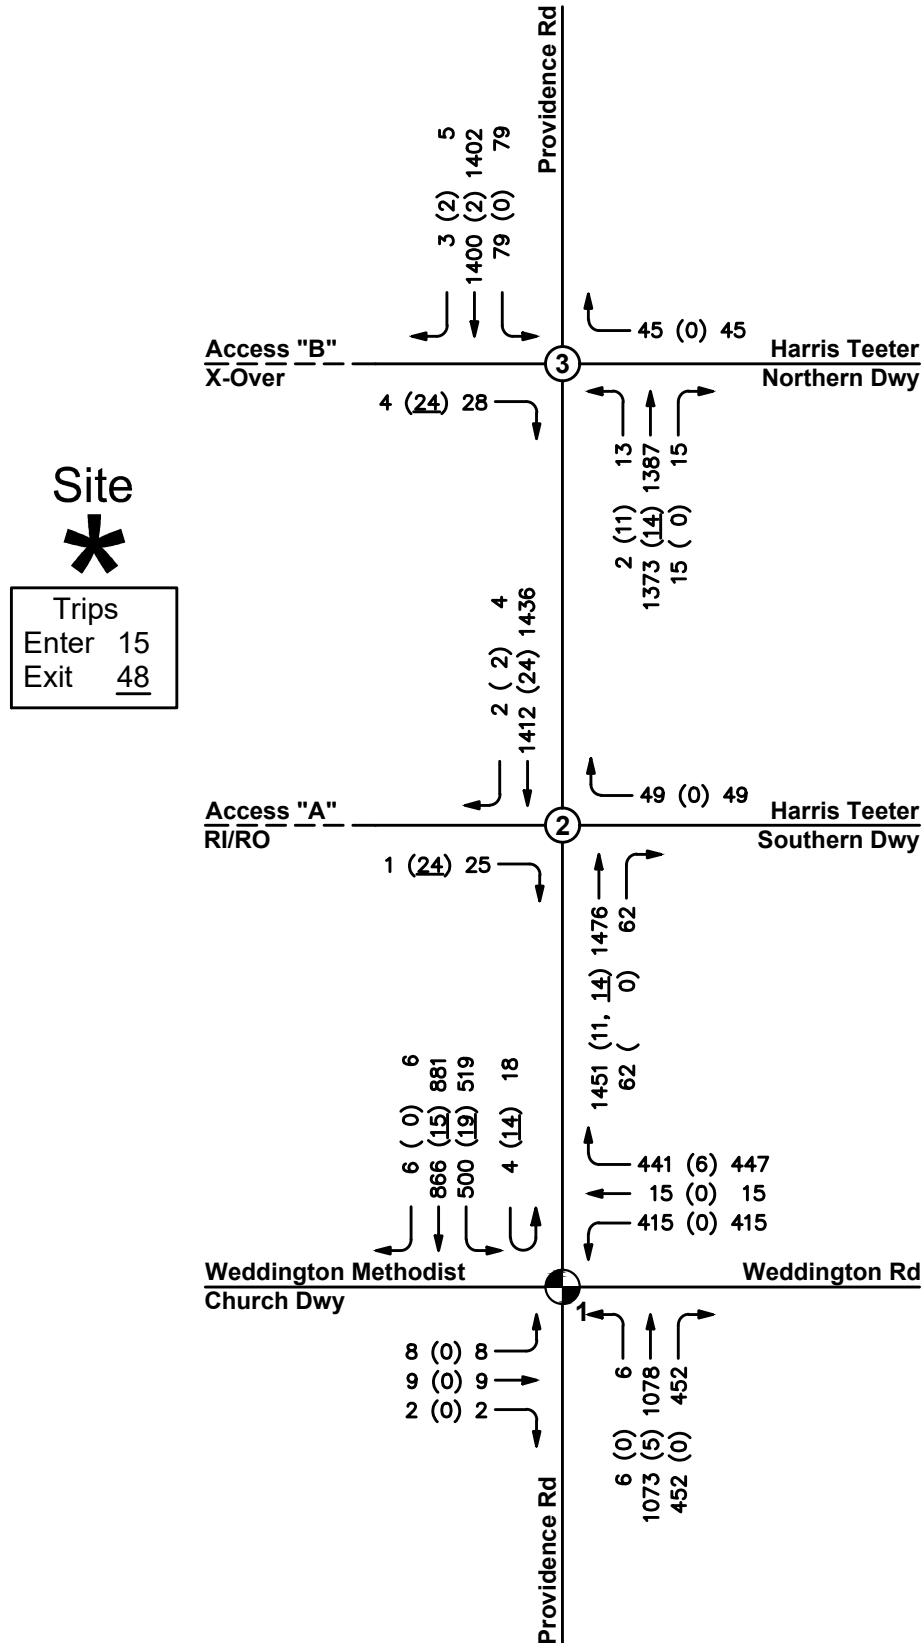 Providence Rd
3 (2) 5
1400 (2) 1402
79 (0) 79
45 (0) 45
Access "B"
X-Over
3
Harris Teeter
Northern Dwy
4 (24) 28
2 (11) 13
1373 (14) 1387
15 ( 0) 15
Site
*
Trips
Enter 15
Exit 48
2 ( 2) 4
1412 (24) 1436
49 (0) 49
Access "A"
RI/RO
2
Harris Teeter
Southern Dwy
1 (24) 25
1451 (11, 14) 1476
62 ( 0) 62
6 ( 0) 6
866 (15) 881
500 (19) 519
4 (14) 18
441 (6) 447
15 (0) 15
415 (0) 415
Weddington Methodist
Church Dwy
1
Weddington Rd
8 (0) 8
9 (0) 9
2 (0) 2
6 (0) 6
1073 (5) 1078
452 (0) 452
Providence Rd